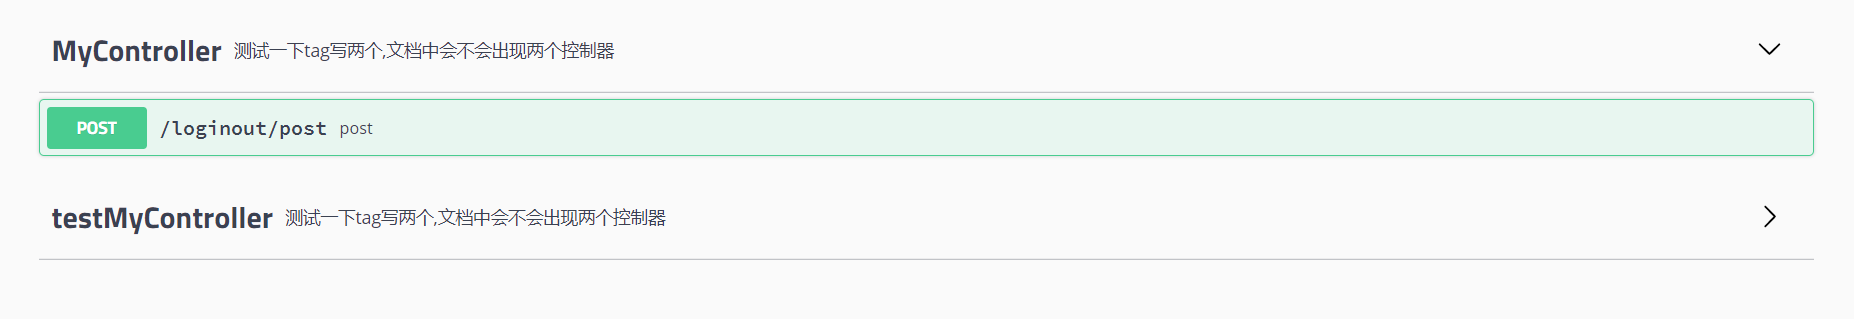 MyController 测试一下tag写两个,文档中会不会出现两个控制器
POST /loginout/post post
testMyController 测试一下tag写两个,文档中会不会出现两个控制器